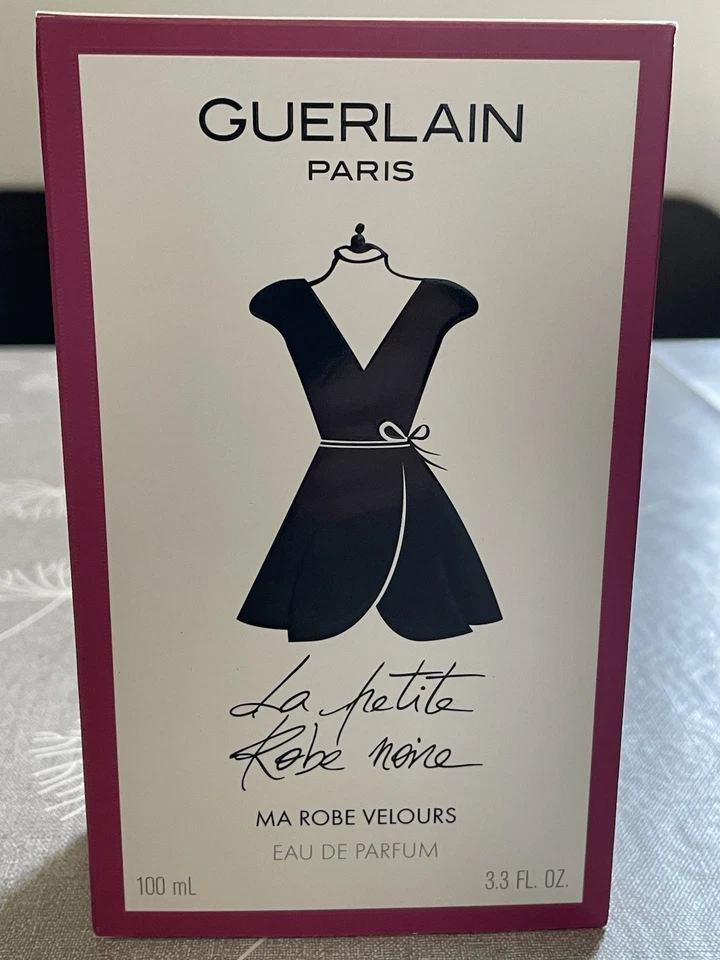 GUERLAIN
PARIS
La petite
Robe noire
MA ROBE VELOURS
EAU DE PARFUM
100 mL 3.3 FL. OZ.